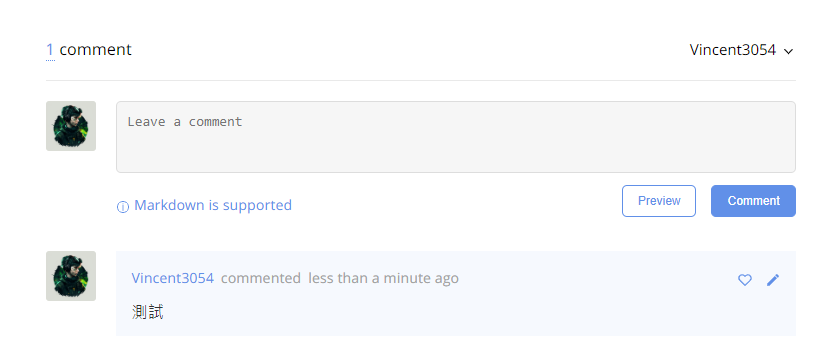 1 comment
Vincent3054
Leave a comment
Markdown is supported
Preview
Comment
Vincent3054 commented less than a minute ago
測試